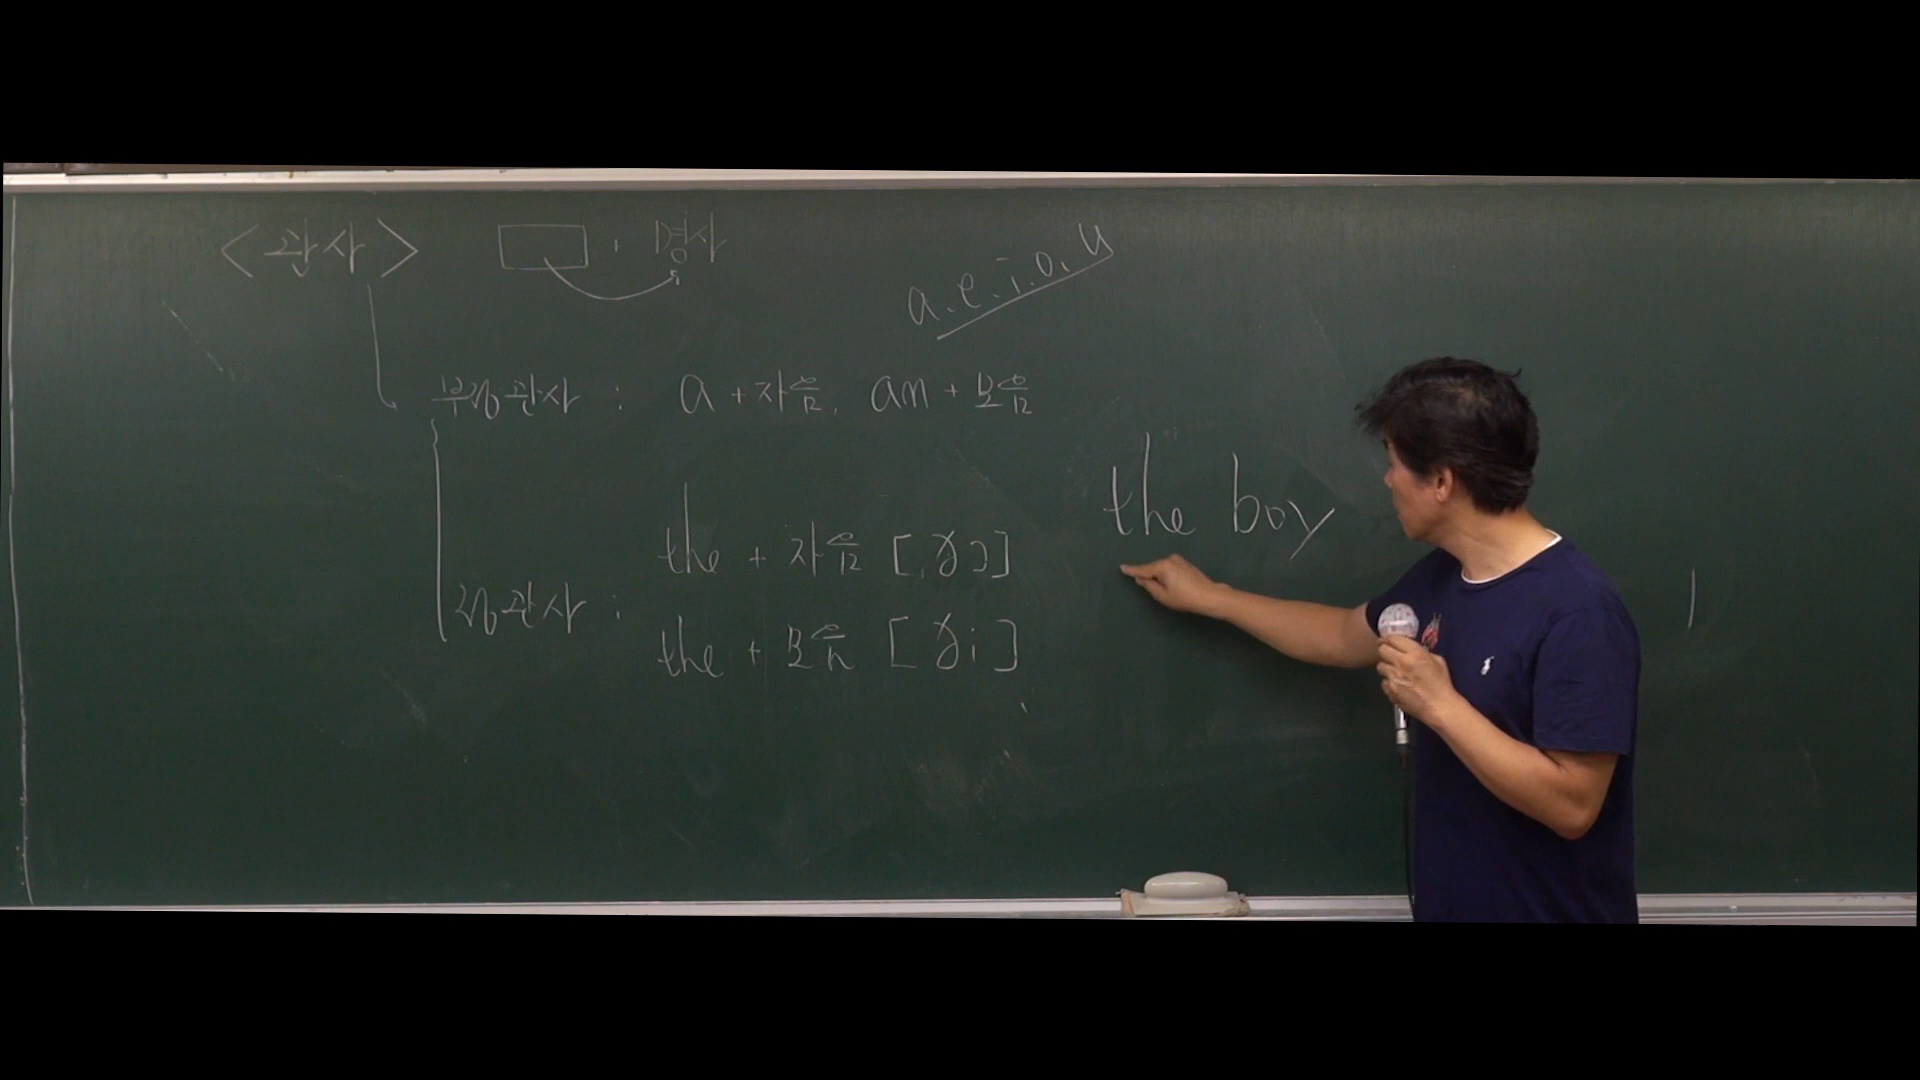 <관사> + 명사
a. e. i. o. u
부정관사 : a + 자음, an + 모음
the boy
the + 자음 [ðə]
정관사 :
the + 모음 [ði]